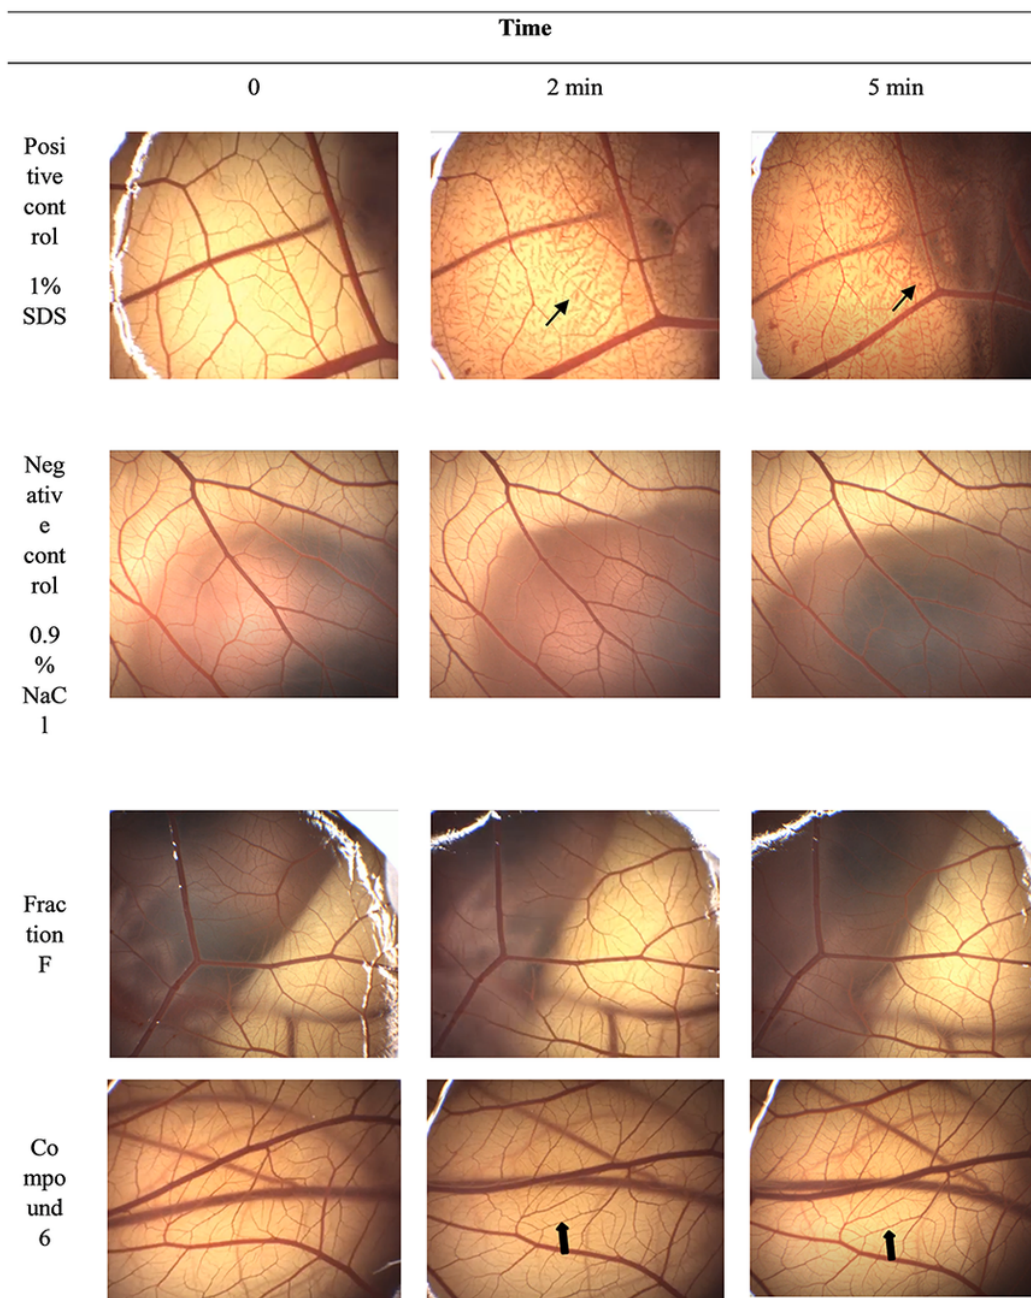 Time
0
2 min
5 min
Posi
tive
cont
rol
1%
SDS
Neg
ativ
e
cont
rol
0.9
%
NaC
l
Frac
tion
F
Co
mpo
und
6